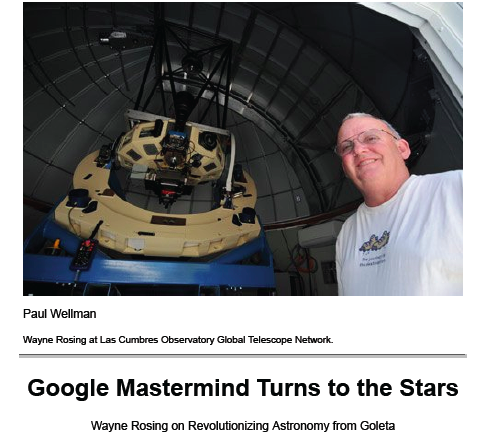 Paul Wellman
Wayne Rosing at Las Cumbres Observatory Global Telescope Network.
Google Mastermind Turns to the Stars
Wayne Rosing on Revolutionizing Astronomy from Goleta